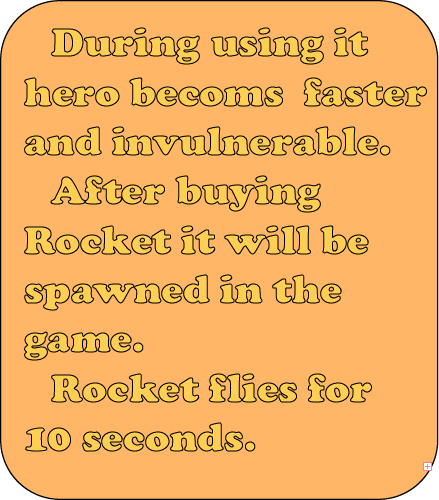 During using it
hero becoms faster
and invulnerable.
After buying
Rocket it will be
spawned in the
game.
Rocket flies for
10 seconds.